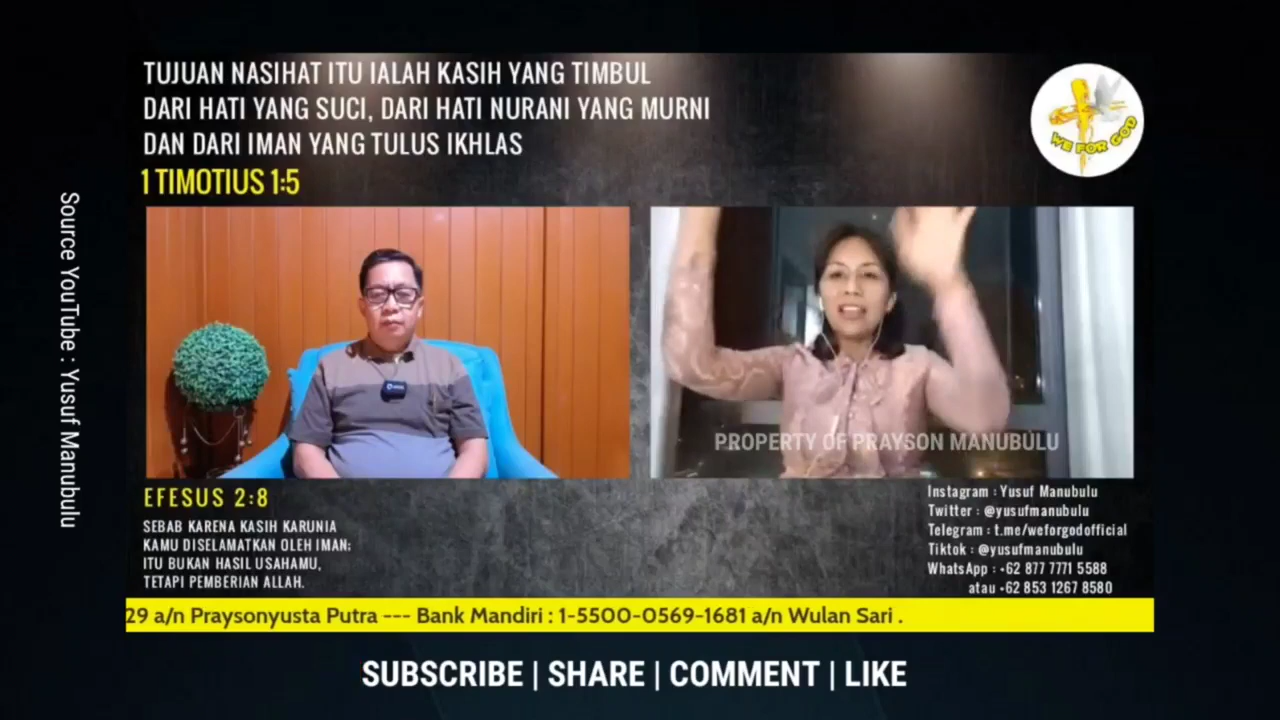 TUJUAN NASIHAT ITU IALAH KASIH YANG TIMBUL
DARI HATI YANG SUCI, DARI HATI NURANI YANG MURNI
DAN DARI IMAN YANG TULUS IKHLAS
1 TIMOTIUS 1:5
WE FOR GOD
Source YouTube : Yusuf Manubulu
PROPERTY OF PRAYSON MANUBULU
EFESUS 2:8
SEBAB KARENA KASIH KARUNIA
KAMU DISELAMATKAN OLEH IMAN;
ITU BUKAN HASIL USAHAMU,
TETAPI PEMBERIAN ALLAH.
Instagram : Yusuf Manubulu
Twitter : @yusufmanubulu
Telegram : t.me/weforgodofficial
Tiktok : @yusufmanubulu
WhatsApp : +62 877 7771 5588
atau +62 853 1267 8580
29 a/n Praysonyusta Putra --- Bank Mandiri : 1-5500-0569-1681 a/n Wulan Sari .
SUBSCRIBE | SHARE | COMMENT | LIKE